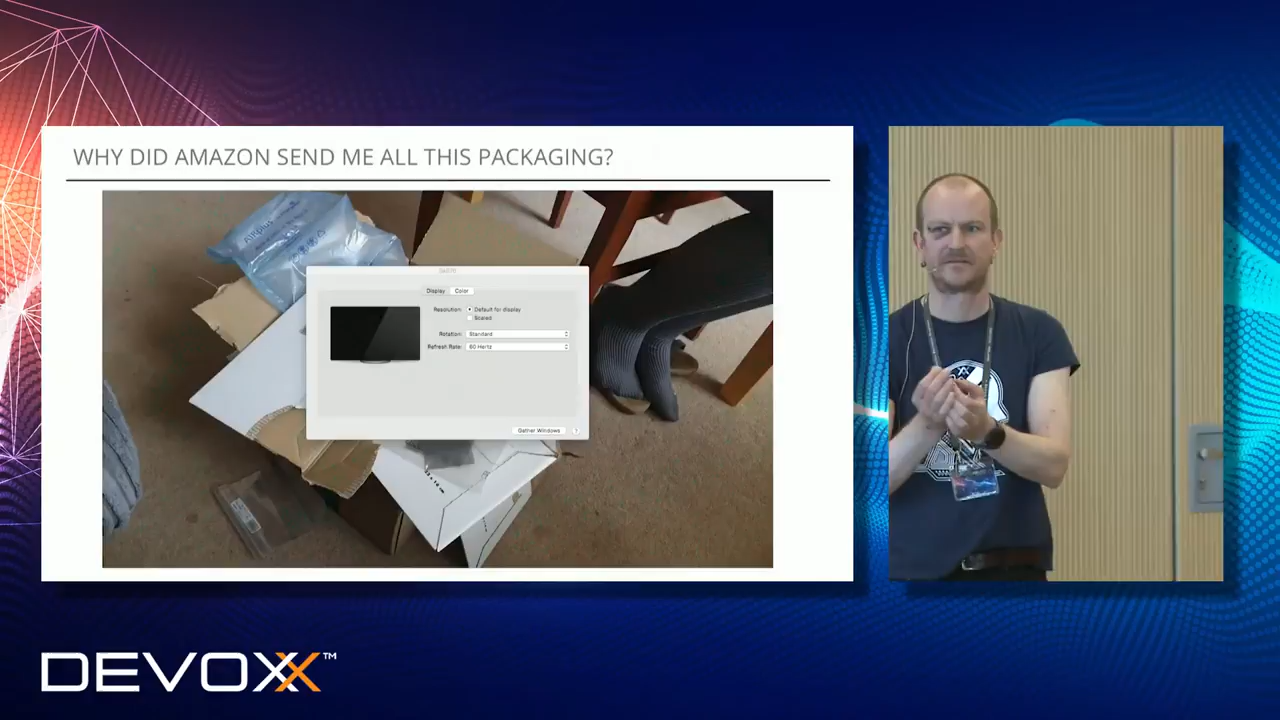 WHY DID AMAZON SEND ME ALL THIS PACKAGING?
AIRplus
Display
Color
Resolution:
Default for display
Scaled
Rotation:
Standard
Refresh Rate:
60 Hertz
Gather Windows
?
DEVOXX™